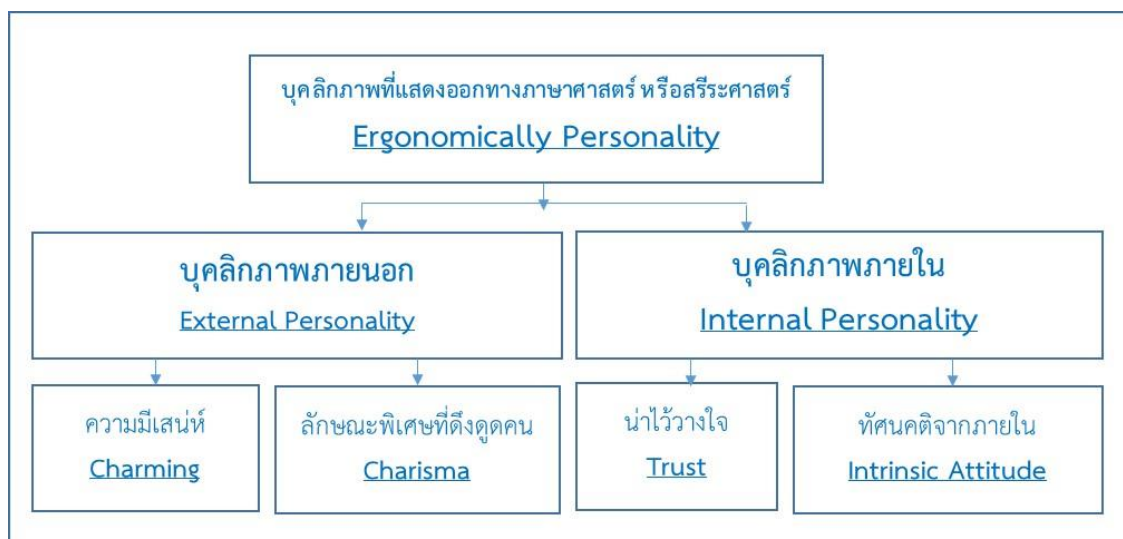 บุคลิกภาพที่แสดงออกทางภาษาศาสตร์ หรือสรีระศาสตร์
Ergonomically Personality
บุคลิกภาพภายนอก
External Personality
บุคลิกภาพภายใน
Internal Personality
ความมีเสน่ห์
Charming
ลักษณะพิเศษที่ดึงดูดคน
Charisma
น่าไว้วางใจ
Trust
ทัศนคติจากภายใน
Intrinsic Attitude